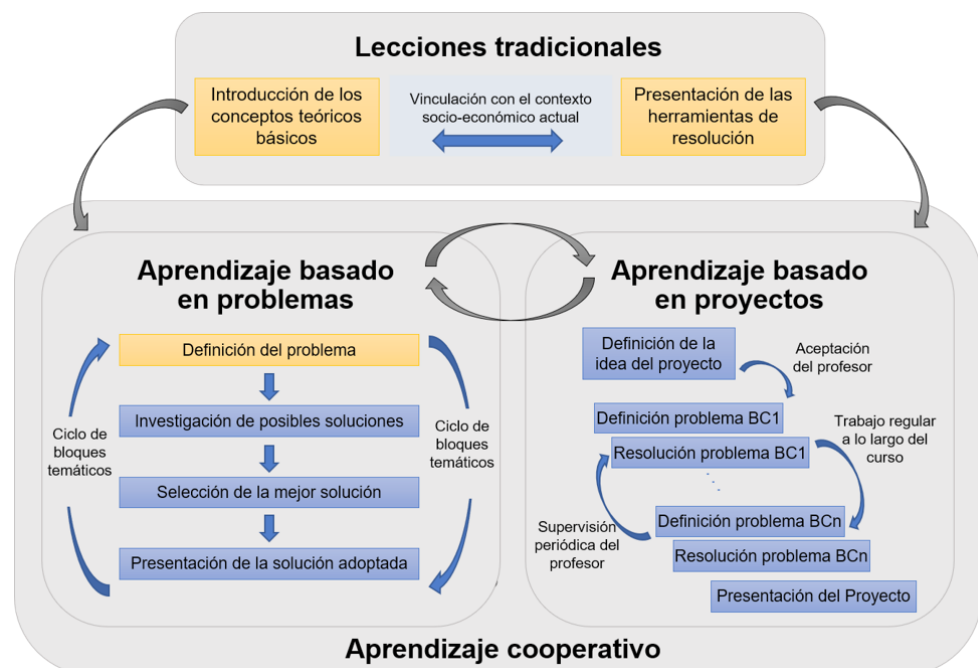 Lecciones tradicionales
Introducción de los
conceptos teóricos
básicos
Vinculación con el contexto
socio-económico actual
Presentación de las
herramientas de
resolución
Aprendizaje basado
en problemas
Definición del problema
Investigación de posibles soluciones
Selección de la mejor solución
Presentación de la solución adoptada
Ciclo de
bloques
temáticos
Ciclo de
bloques
temáticos
Aprendizaje basado
en proyectos
Definición de la
idea del proyecto
Aceptación
del profesor
Definición problema BC1
Resolución problema BC1
Trabajo regular
a lo largo del
curso
Definición problema BCn
Resolución problema BCn
Supervisión
periódica del
profesor
Presentación del Proyecto
Aprendizaje cooperativo